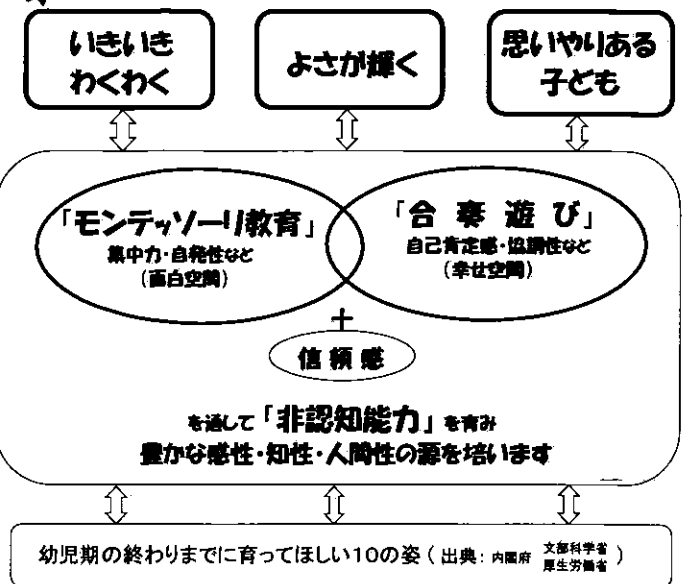 いきいき
わくわく
よさが輝く
思いやりある
子ども
「モンテッソーリ教育」
集中力・自発性など
(面白空間)
「合奏遊び」
自己肯定感・協調性など
(幸せ空間)
＋
信頼感
を通して「非認知能力」を育み
豊かな感性・知性・人間性の源を培います
幼児期の終わりまでに育ってほしい10の姿(出典:内閣府 文部科学省 厚生労働省)